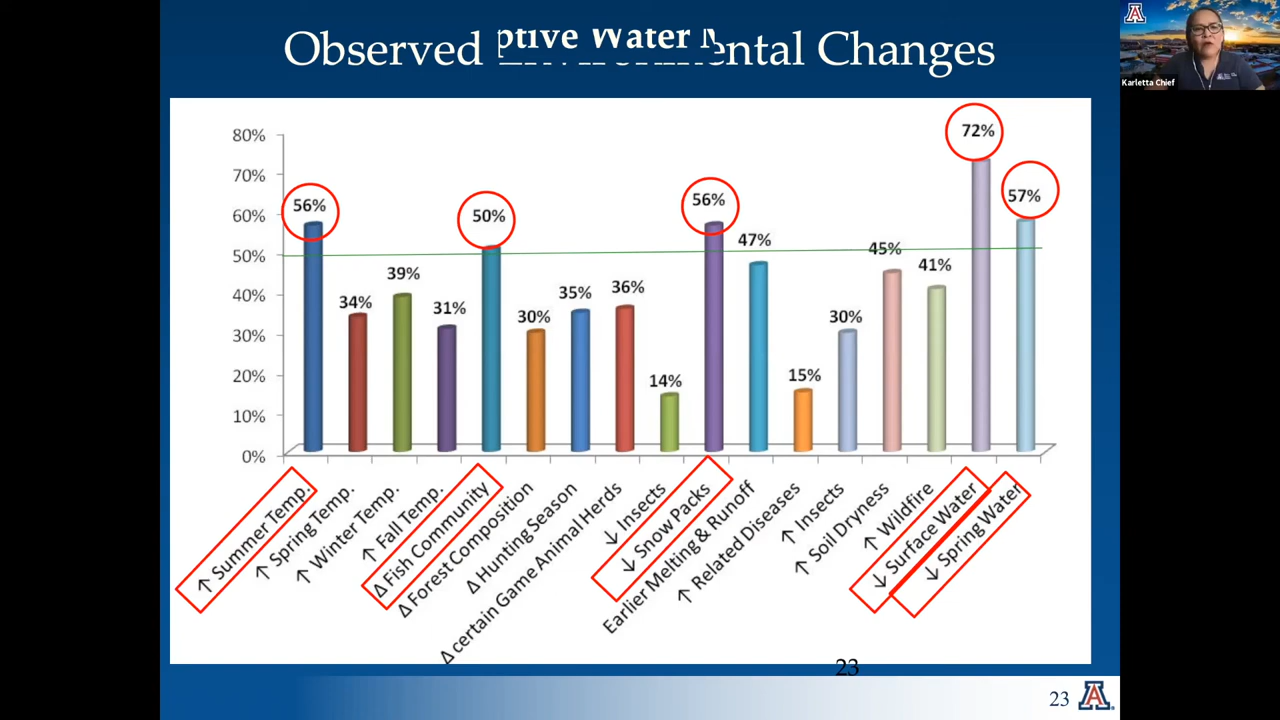 Observed ptive Water ental Changes
Karletta Chief
80%
70%
60%
50%
40%
30%
20%
10%
0%
56%
34%
39%
31%
50%
30%
35%
36%
14%
56%
47%
15%
30%
45%
41%
72%
57%
↑ Summer Temp.
↑ Spring Temp.
↑ Winter Temp.
↑ Fall Temp.
Δ Fish Community
Δ Forest Composition
Δ Hunting Season
Δ certain Game Animal Herds
↓ Insects
↓ Snow Packs
Earlier Melting & Runoff
↑ Related Diseases
↑ Insects
↑ Soil Dryness
↑ Wildfire
↓ Surface Water
↓ Spring Water
23
23
A
A